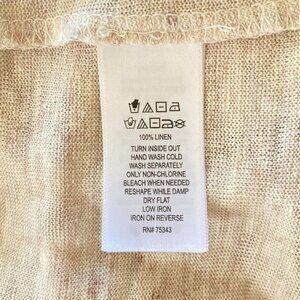 100% LINEN
TURN INSIDE OUT
HAND WASH COLD
WASH SEPARATELY
ONLY NON-CHLORINE
BLEACH WHEN NEEDED
RESHAPE WHILE DAMP
DRY FLAT
LOW IRON
IRON ON REVERSE
RN# 75343